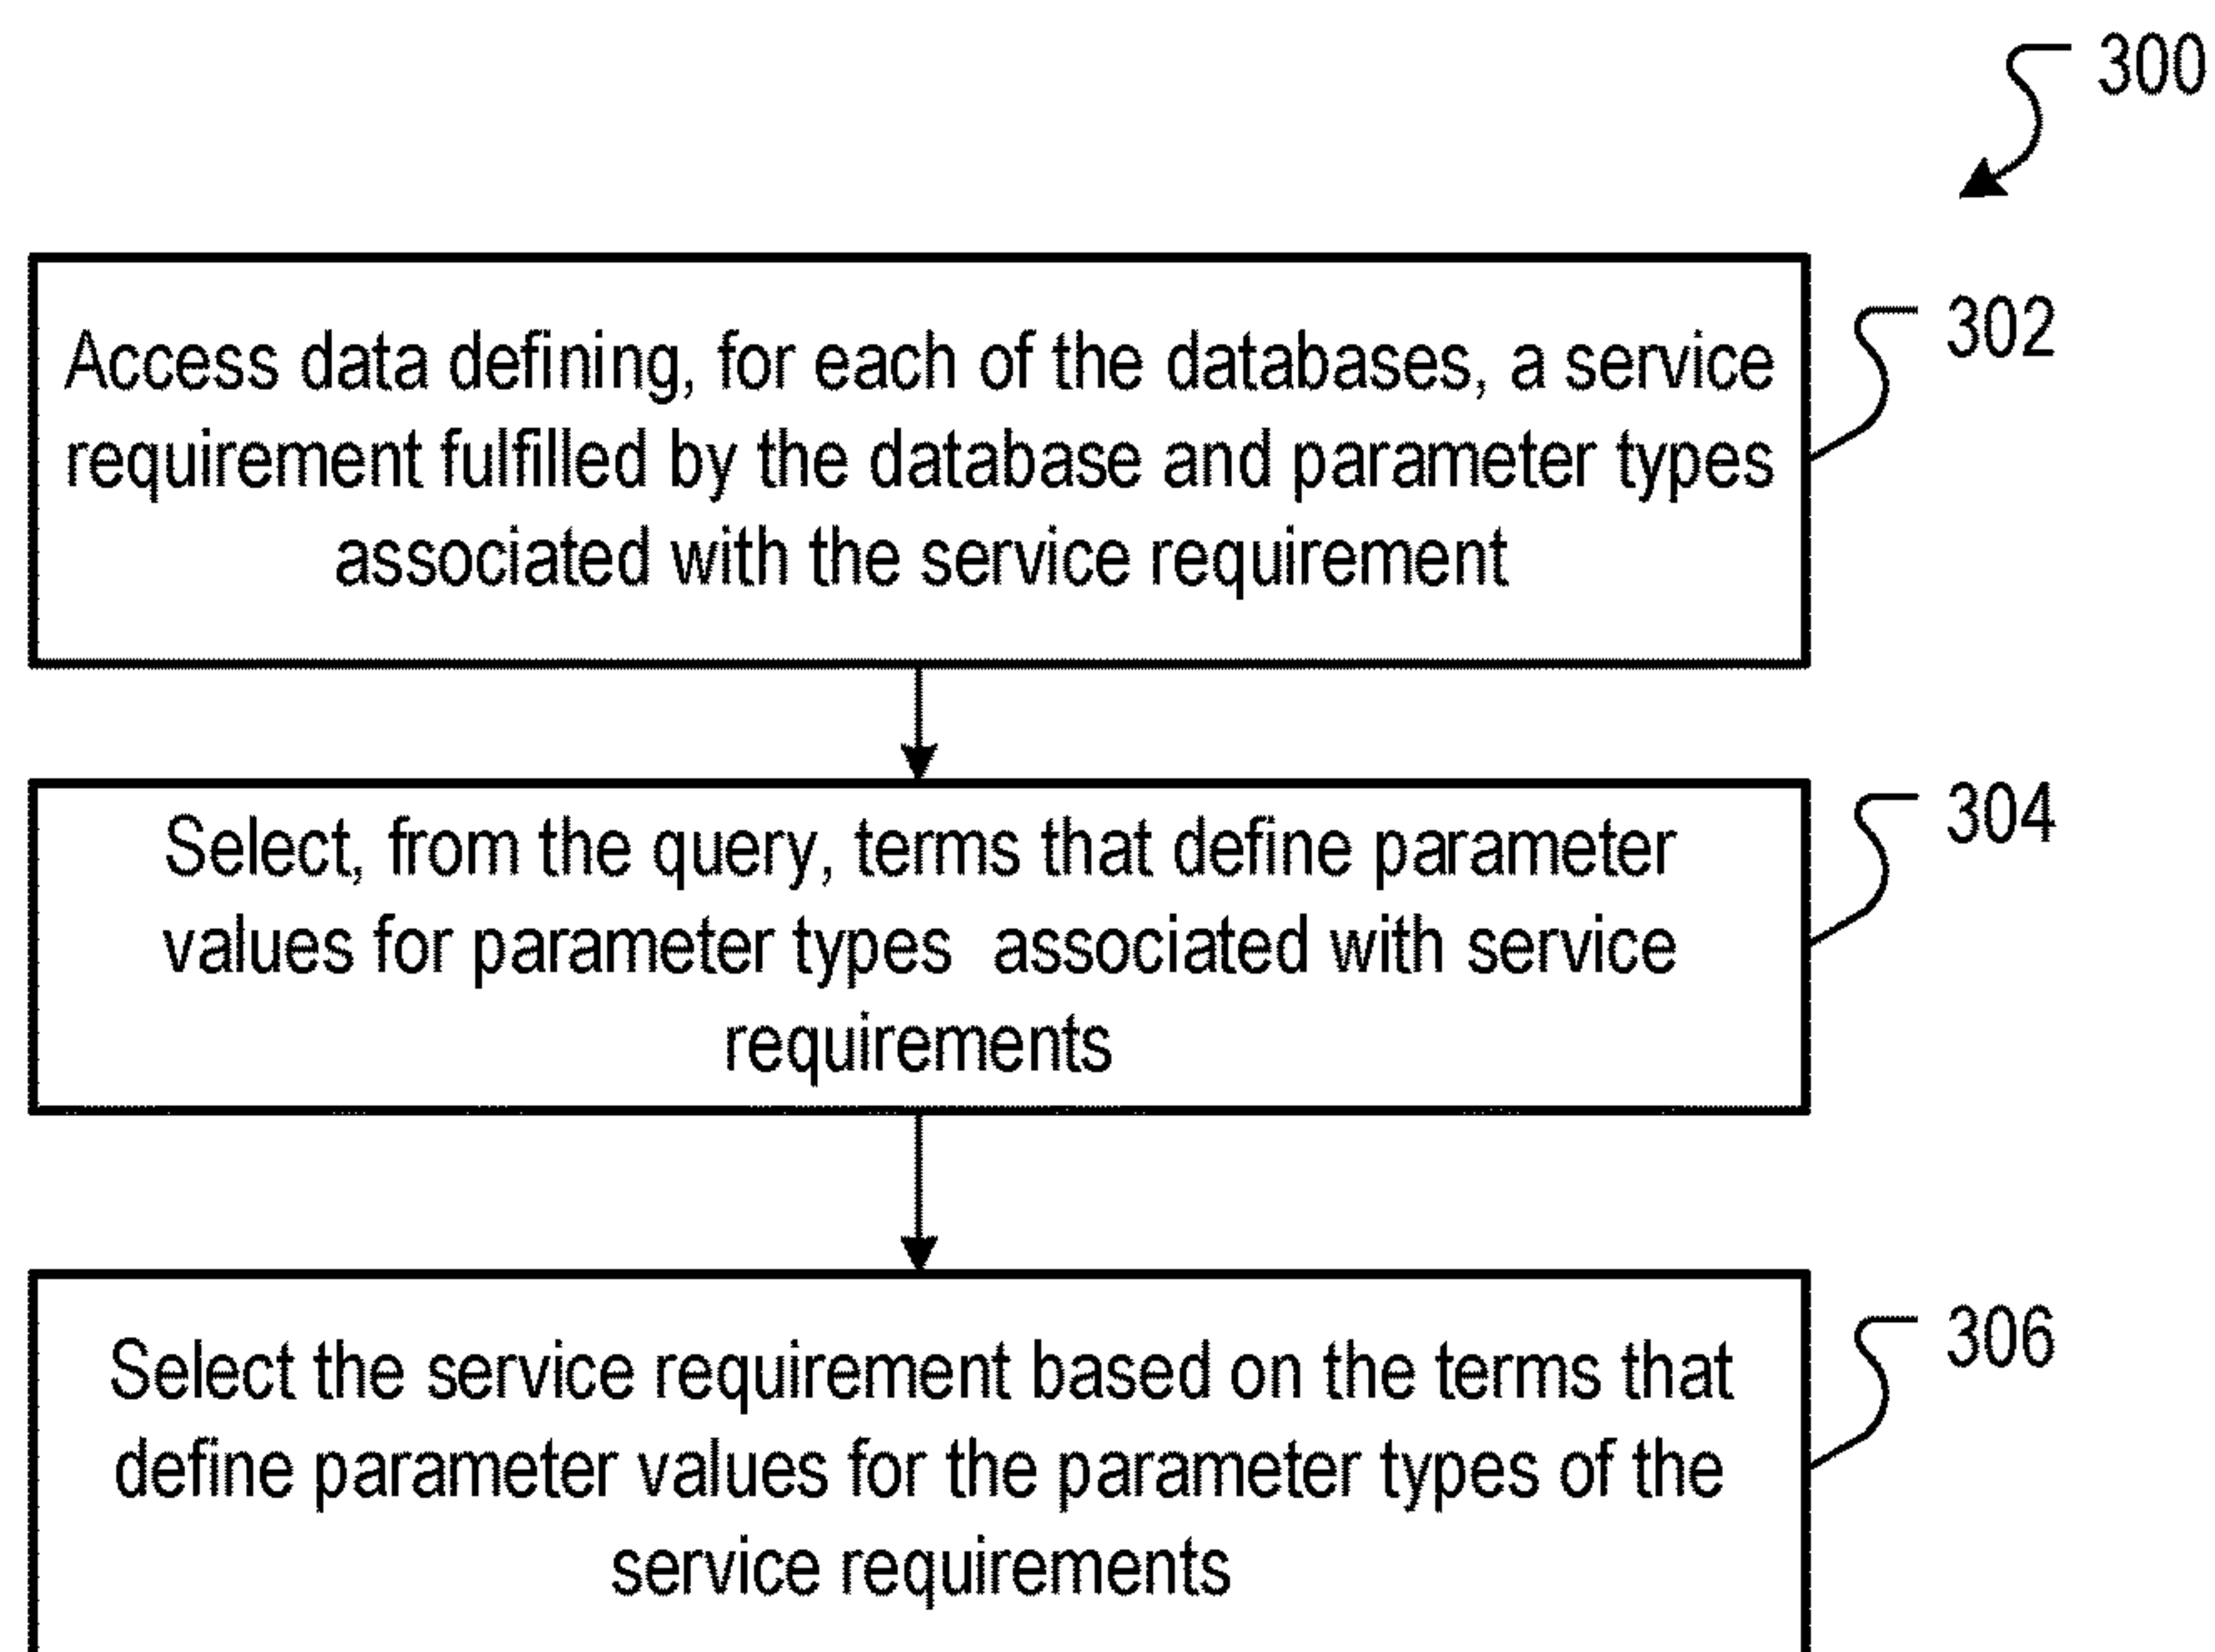 300
Access data defining, for each of the databases, a service
requirement fulfilled by the database and parameter types
associated with the service requirement
302
Select, from the query, terms that define parameter
values for parameter types associated with service
requirements
304
Select the service requirement based on the terms that
define parameter values for the parameter types of the
service requirements
306